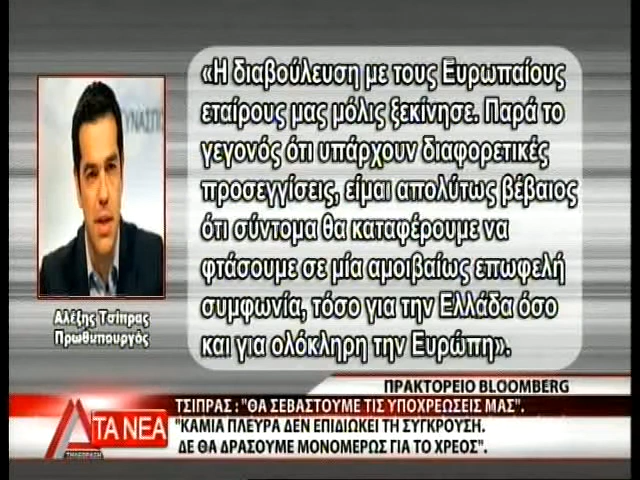 «Η διαβούλευση με τους Ευρωπαίους
εταίρους μας μόλις ξεκίνησε. Παρά το
γεγονός ότι υπάρχουν διαφορετικές
προσεγγίσεις, είμαι απολύτως βέβαιος
ότι σύντομα θα καταφέρουμε να
φτάσουμε σε μία αμοιβαίως επωφελή
συμφωνία, τόσο για την Ελλάδα όσο
και για ολόκληρη την Ευρώπη».
ΥΝΑΣΠ
Αλέξης Τσίπρας
Πρωθυπουργός
ΠΡΑΚΤΟΡΕΙΟ BLOOMBERG
ΤΣΙΠΡΑΣ : "ΘΑ ΣΕΒΑΣΤΟΥΜΕ ΤΙΣ ΥΠΟΧΡΕΩΣΕΙΣ ΜΑΣ".
"ΚΑΜΙΑ ΠΛΕΥΡΑ ΔΕΝ ΕΠΙΔΙΩΚΕΙ ΤΗ ΣΥΓΚΡΟΥΣΗ.
ΔΕ ΘΑ ΔΡΑΣΟΥΜΕ ΜΟΝΟΜΕΡΩΣ ΓΙΑ ΤΟ ΧΡΕΟΣ".
ΤΑ ΝΕΑ
ΤΗΛΕΟΡΑΣΗ